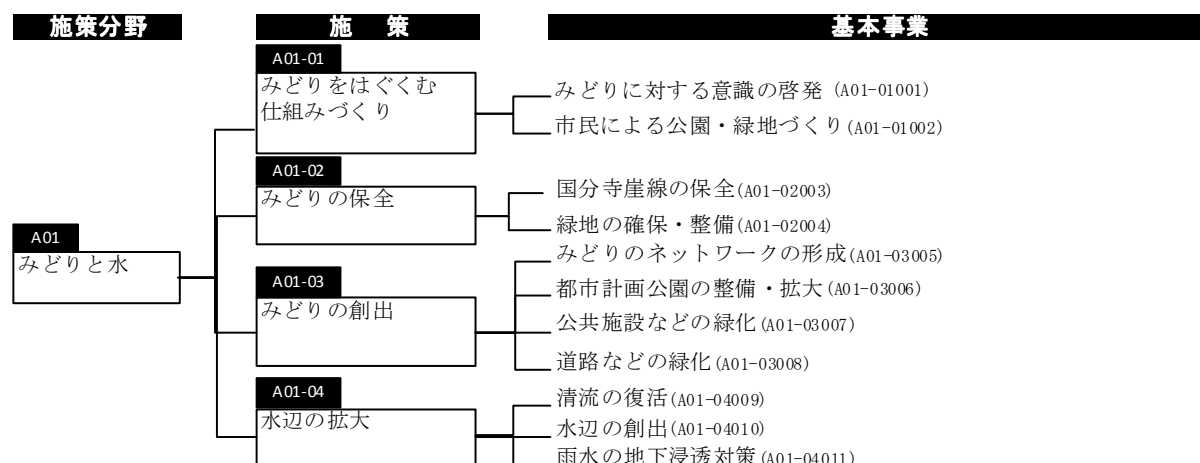 施策分野
施 策
基本事業
A01
みどりと水
A01-01
みどりをはぐくむ
仕組みづくり
みどりに対する意識の啓発 (A01-01001)
市民による公園・緑地づくり(A01-01002)
A01-02
みどりの保全
国分寺崖線の保全(A01-02003)
緑地の確保・整備(A01-02004)
A01-03
みどりの創出
みどりのネットワークの形成(A01-03005)
都市計画公園の整備・拡大(A01-03006)
公共施設などの緑化(A01-03007)
道路などの緑化(A01-03008)
A01-04
水辺の拡大
清流の復活(A01-04009)
水辺の創出(A01-04010)
雨水の地下浸透対策(A01-04011)